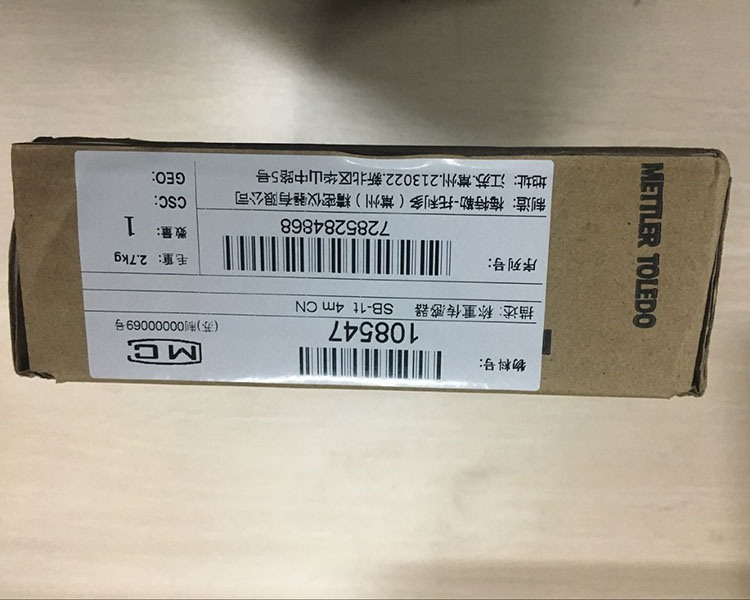 物料号:
108547
MC
(苏)制00000069号
描述: 称重传感器 SB-1t 4m CN
序列号:
7285284868
毛重: 2.7kg
数量: 1
制造: 梅特勒-托利多(常州)精密仪器有限公司
CSC:
地址: 江苏.常州.213022.新北区华山中路5号
GEO:
METTLER TOLEDO